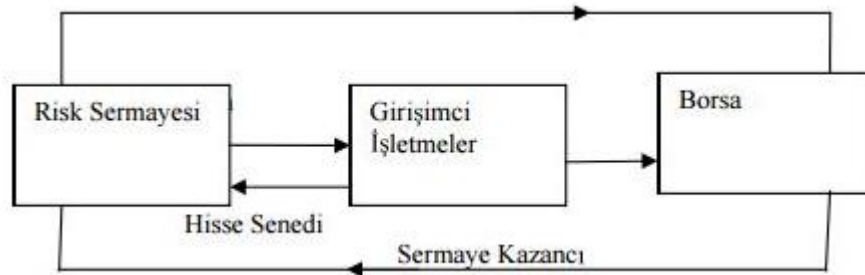 Risk Sermayesi
Girişimci
İşletmeler
Borsa
Hisse Senedi
Sermaye Kazancı